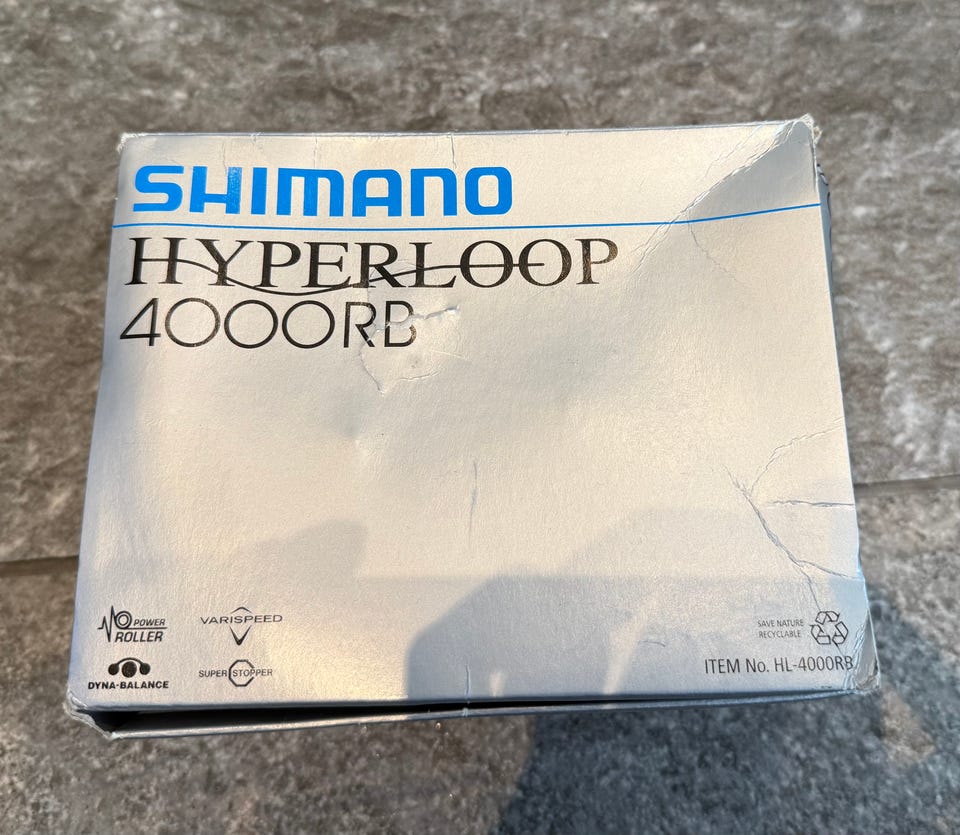 SHIMANO
HYPERLOOP
4000RB
POWER
ROLLER
VARISPEED
DYNA-BALANCE
SUPER STOPPER
SAVE NATURE
RECYCLABLE
ITEM No. HL-4000RB